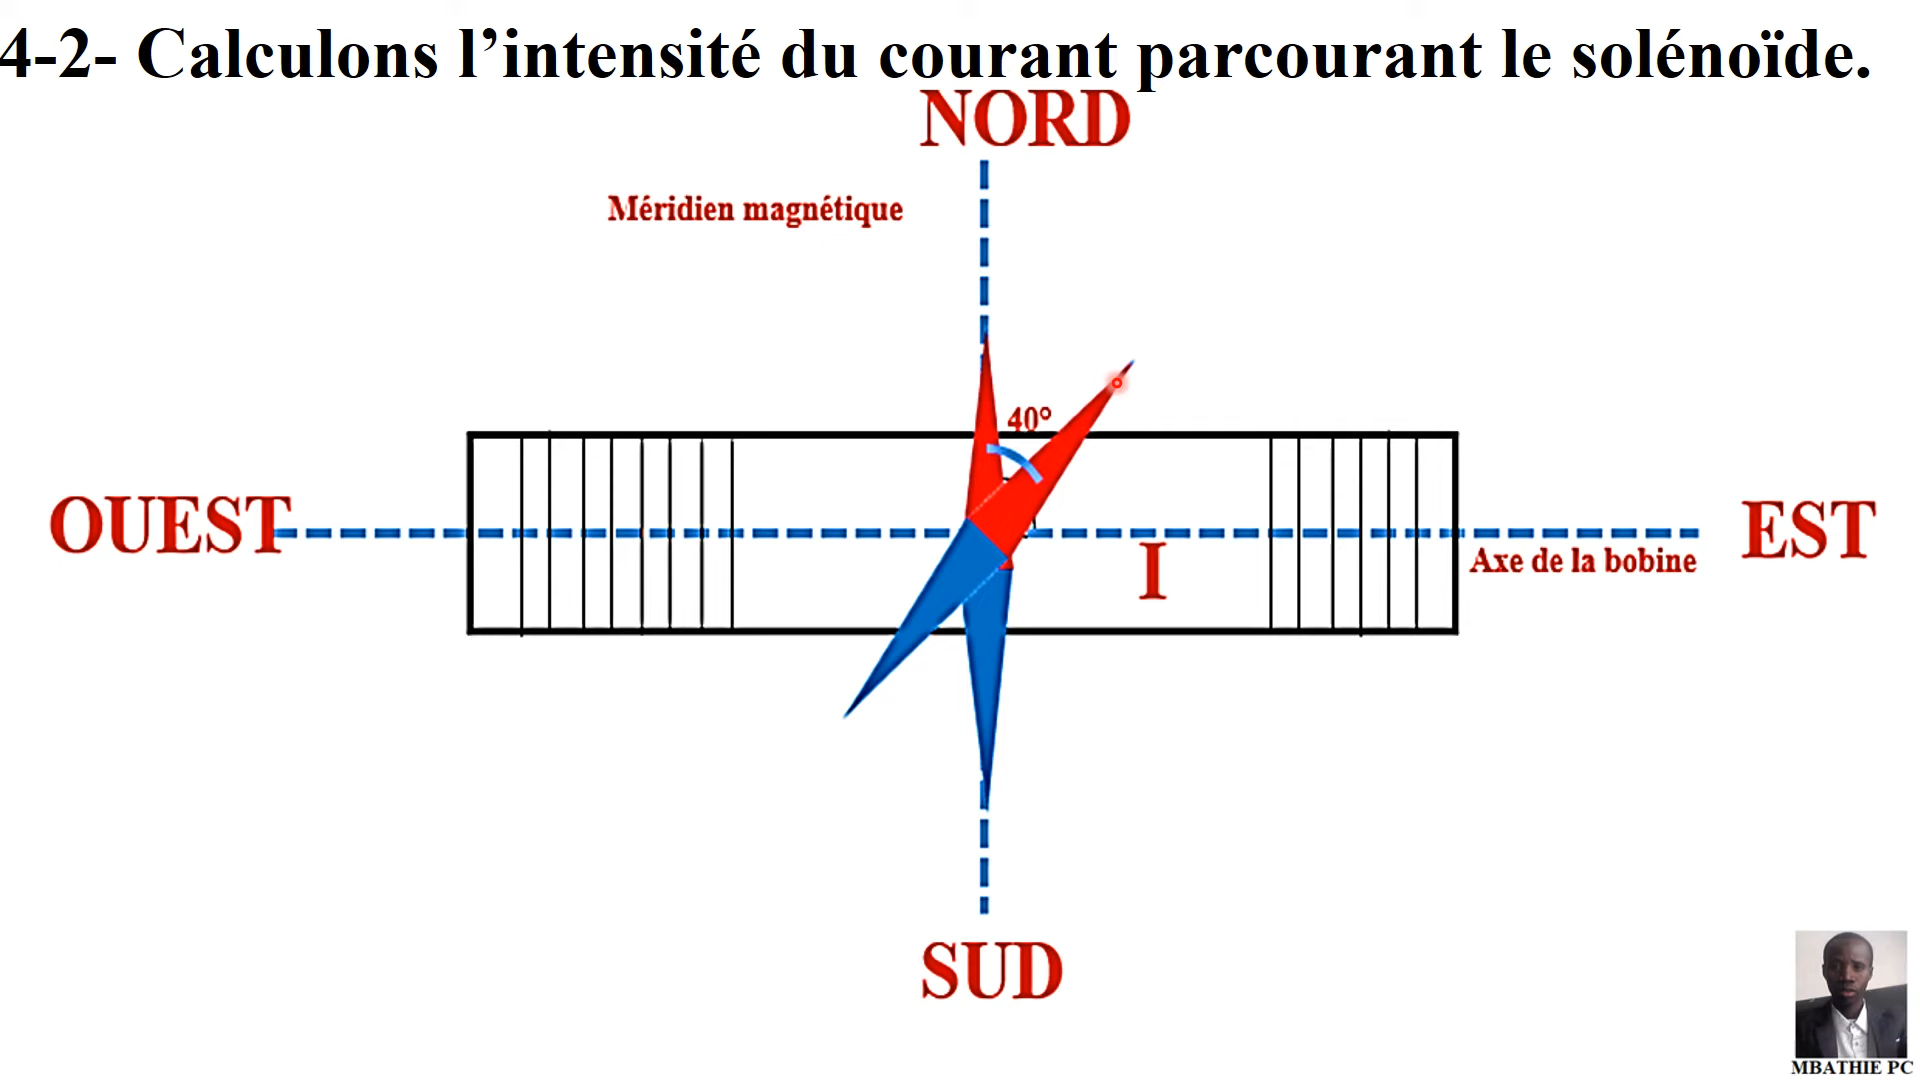 4-2- Calculons l’intensité du courant parcourant le solénoïde.
NORD
Méridien magnétique
40°
OUEST
EST
I
Axe de la bobine
SUD
MBATHIE PC